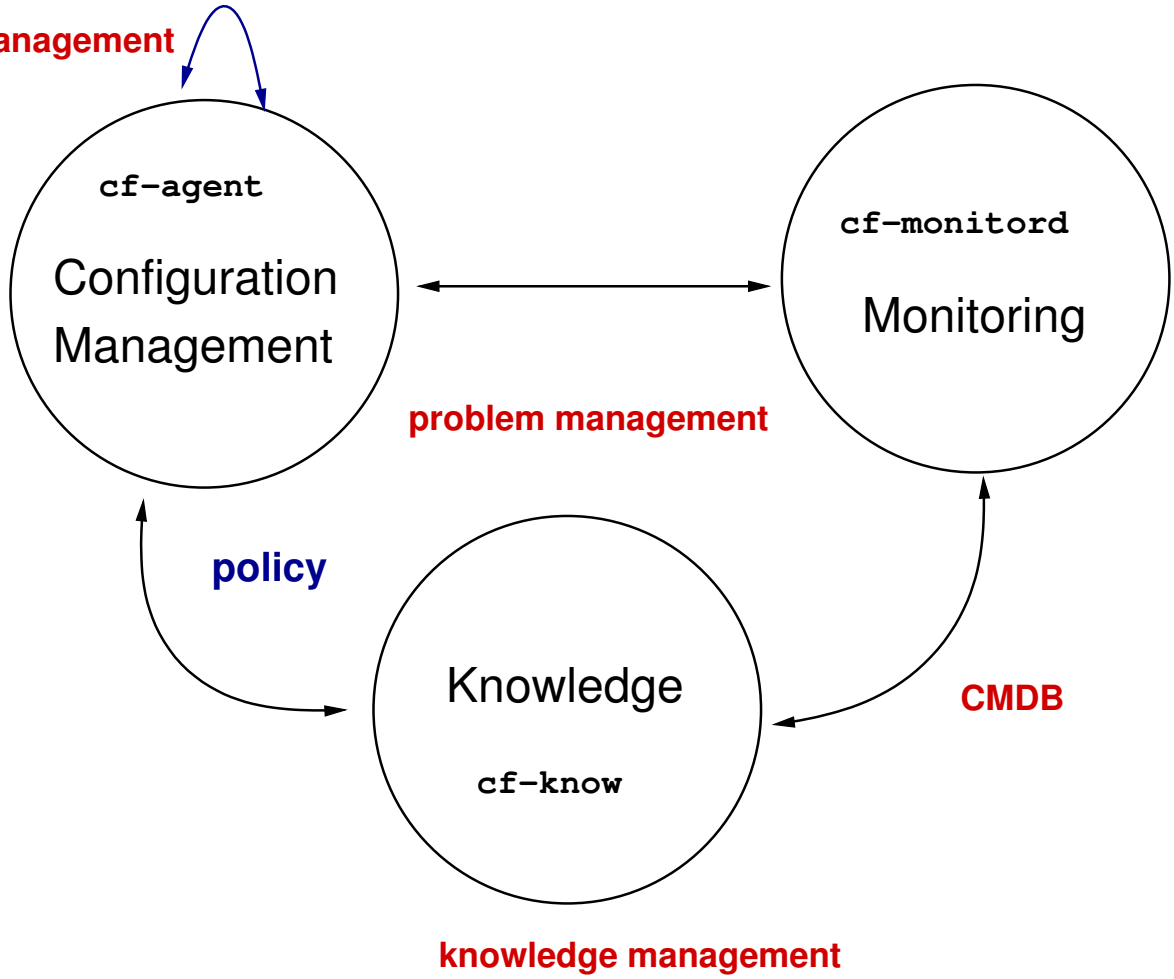 anagement
cf-agent
Configuration
Management
cf-monitord
Monitoring
problem management
policy
Knowledge
cf-know
CMDB
knowledge management